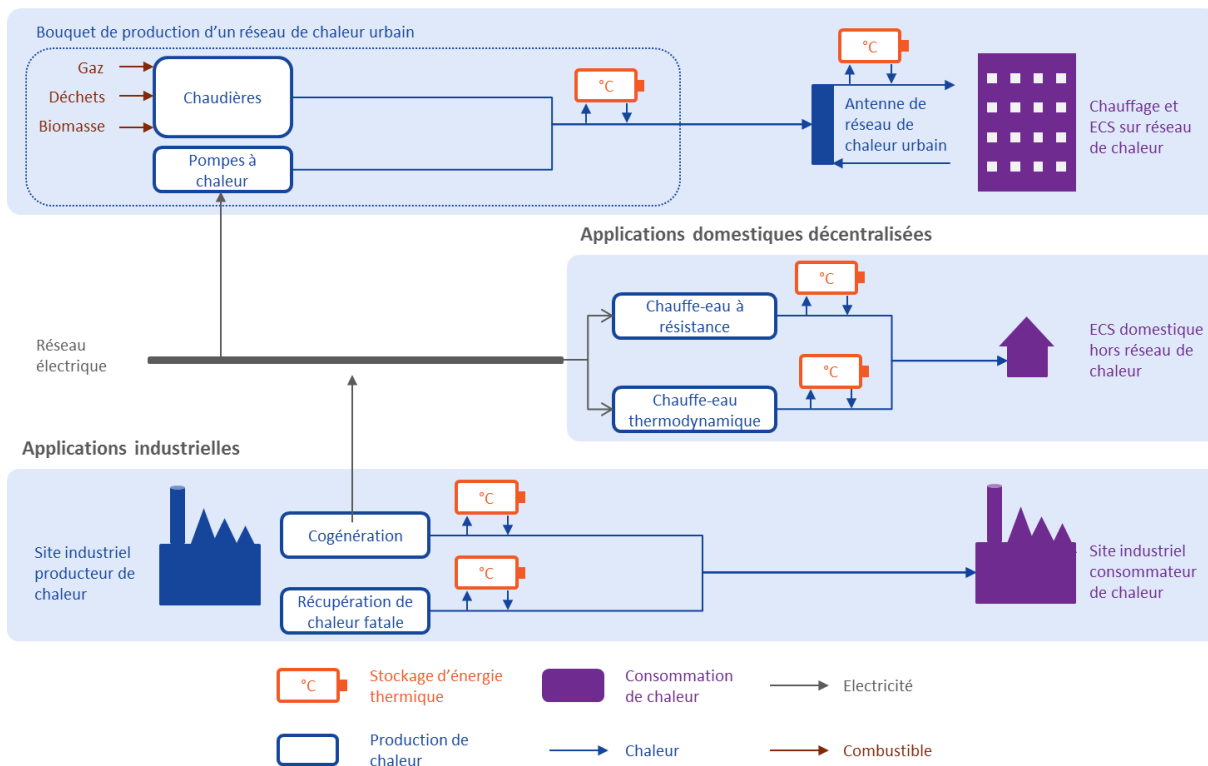 Bouquet de production d’un réseau de chaleur urbain
Gaz
Déchets
Biomasse
Chaudières
Pompes à
chaleur
°C
°C
Antenne de
réseau de
chaleur urbain
Chauffage et
ECS sur réseau
de chaleur
Applications domestiques décentralisées
Réseau
électrique
Chauffe-eau à
résistance
°C
Chauffe-eau
thermodynamique
°C
ECS domestique
hors réseau de
chaleur
Applications industrielles
Site industriel
producteur de
chaleur
Cogénération
°C
Récupération de
chaleur fatale
°C
Site industriel
consommateur
de chaleur
°C
Stockage d’énergie
thermique
Consommation
de chaleur
Electricité
Production de
chaleur
Chaleur
Combustible